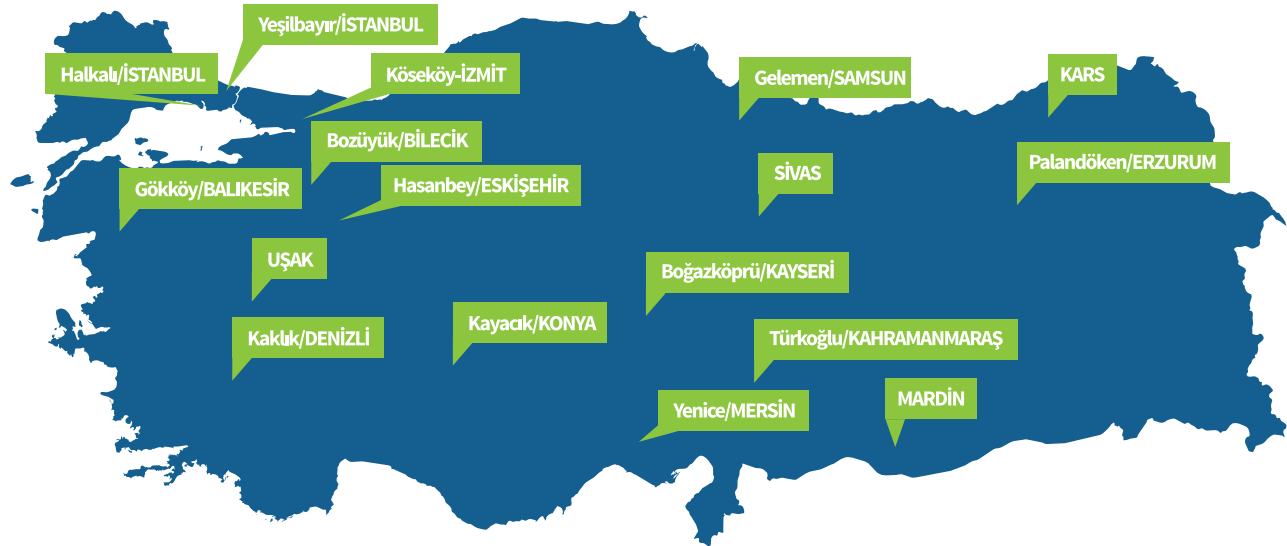 Yeşilbayır/İSTANBUL
Halkalı/İSTANBUL
Köseköy-İZMİT
Gelemen/SAMSUN
KARS
Bozüyük/BİLECİK
Palandöken/ERZURUM
Gökköy/BALIKESİR
Hasanbey/ESKİŞEHİR
SİVAS
UŞAK
Boğazköprü/KAYSERİ
Kaklık/DENİZLİ
Kayacık/KONYA
Türkoğlu/KAHRAMANMARAŞ
Yenice/MERSİN
MARDİN